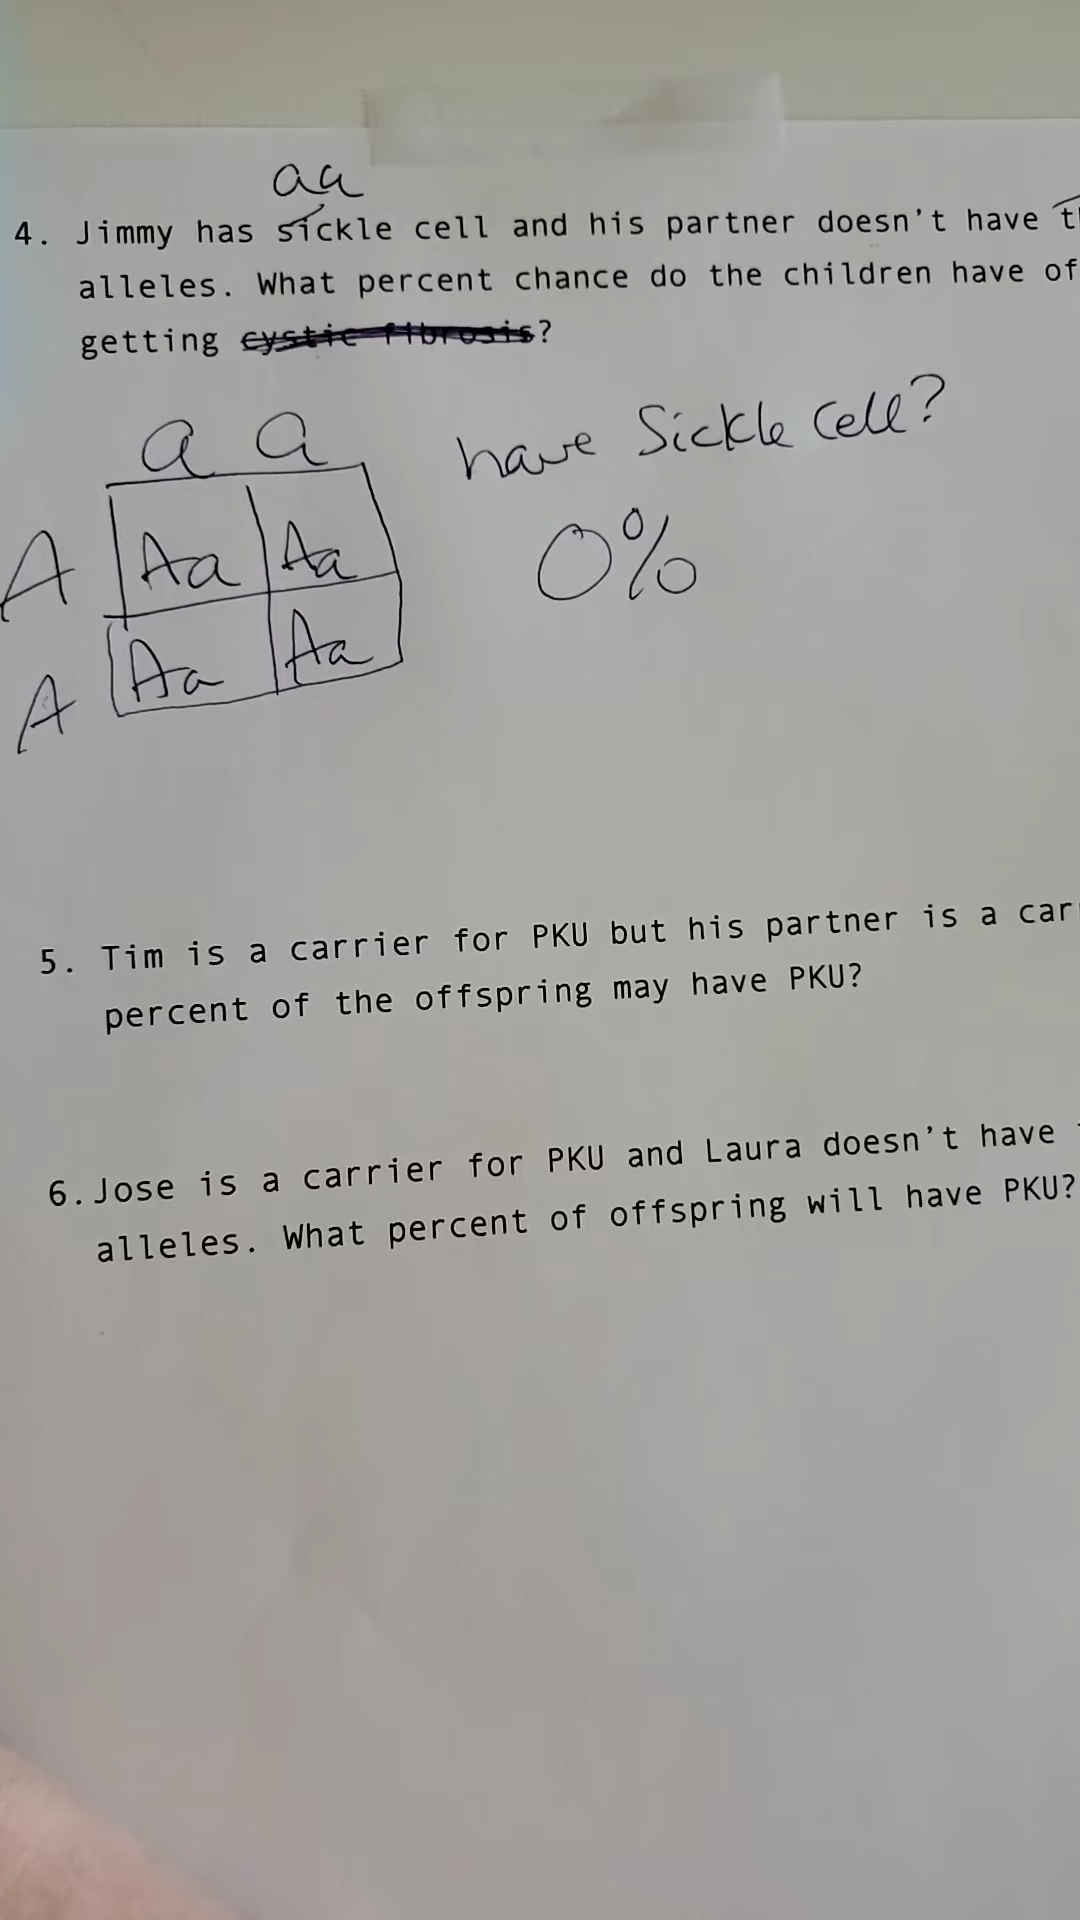 aa
4. Jimmy has sickle cell and his partner doesn't have
alleles. What percent chance do the children have of
getting cystic fibrosis?
a a
have Sickle Cell?
A Aa Aa
0%
A Aa Aa
5. Tim is a carrier for PKU but his partner is a
percent of the offspring may have PKU?
6. Jose is a carrier for PKU and Laura doesn't have
alleles. What percent of offspring will have PKU?